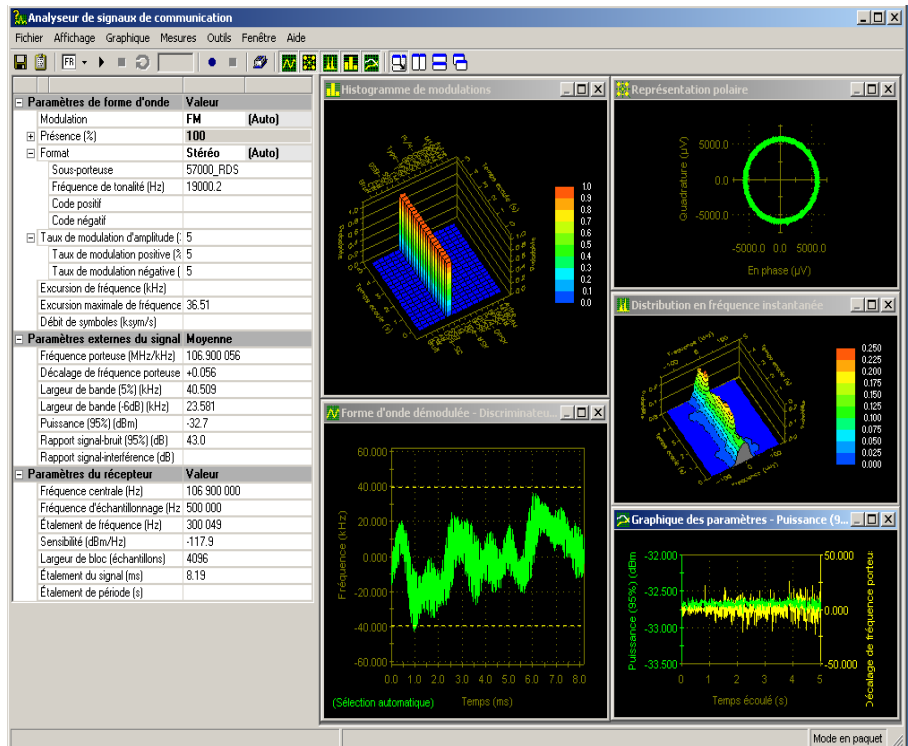 Analyseur de signaux de communication
Fichier Affichage Graphique Mesures Outils Fenêtre Aide
FR
Paramètres de forme d'onde Valeur
Modulation FM (Auto)
Présence (%) 100
Format Stéréo (Auto)
Sous-porteuse 57000_RDS
Fréquence de tonalité (Hz) 19000.2
Code positif
Code négatif
Taux de modulation d'amplitude (: 5
Taux de modulation positive (% 5
Taux de modulation négative ( 5
Excursion de fréquence (kHz)
Excursion maximale de fréquence 36.51
Débit de symboles (ksym/s)
Paramètres externes du signal Moyenne
Fréquence porteuse (MHz/kHz) 106.900 056
Décalage de fréquence porteuse +0.056
Largeur de bande (5%) (kHz) 40.509
Largeur de bande (-6dB) (kHz) 23.581
Puissance (95%) (dBm) -32.7
Rapport signal-bruit (95%) (dB) 43.0
Rapport signal-interférence (dB)
Paramètres du récepteur Valeur
Fréquence centrale (Hz) 106 900 000
Fréquence d'échantillonnage (Hz 500 000
Étalement de fréquence (Hz) 300 049
Sensibilité (dBm/Hz) -117.9
Largeur de bloc (échantillons) 4096
Étalement du signal (ms) 8.19
Étalement de période (s)
Histogramme de modulations
Temps écoulé (s)
1.0
0.9
0.8
0.7
0.6
0.5
0.4
0.3
0.2
0.1
0.0
Forme d'onde démodulée - Discriminateu...
Fréquence (kHz)
60.000
40.000
20.000
0.000
-20.000
-40.000
-60.000
0.0 1.0 2.0 3.0 4.0 5.0 6.0 7.0 8.0
(Sélection automatique) Temps (ms)
Représentation polaire
Quadrature (µV)
5000.0
0.0
-5000.0
-5000.0 0.0 5000.0
En phase (µV)
Distribution en fréquence instantanée
0.250
0.225
0.200
0.175
0.150
0.125
0.100
0.075
0.050
0.025
0.000
Graphique des paramètres - Puissance (9...
Puissance (95%) (dBm
-32.000
-32.500
-33.000
-33.500
50.000
0.000
-50.000
Décalage de fréquence porteu
0 1 2 3 4 5
Temps écoulé (s)
Mode en paquet